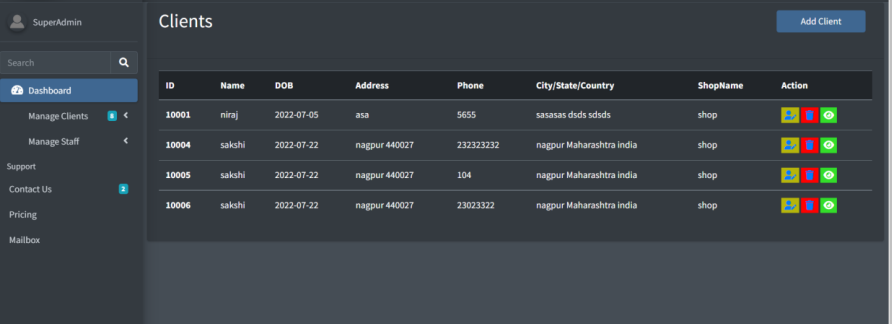 SuperAdmin
Search
Dashboard
Manage Clients
Manage Staff
Support
Contact Us 2
Pricing
Mailbox
Clients
Add Client
ID Name DOB Address Phone City/State/Country ShopName Action
10001 niraj 2022-07-05 asa 5655 sasasas dsds sdsds shop
10004 sakshi 2022-07-22 nagpur 440027 232323232 nagpur Maharashtra india shop
10005 sakshi 2022-07-22 nagpur 440027 104 nagpur Maharashtra india shop
10006 sakshi 2022-07-22 nagpur 440027 23023322 nagpur Maharashtra india shop